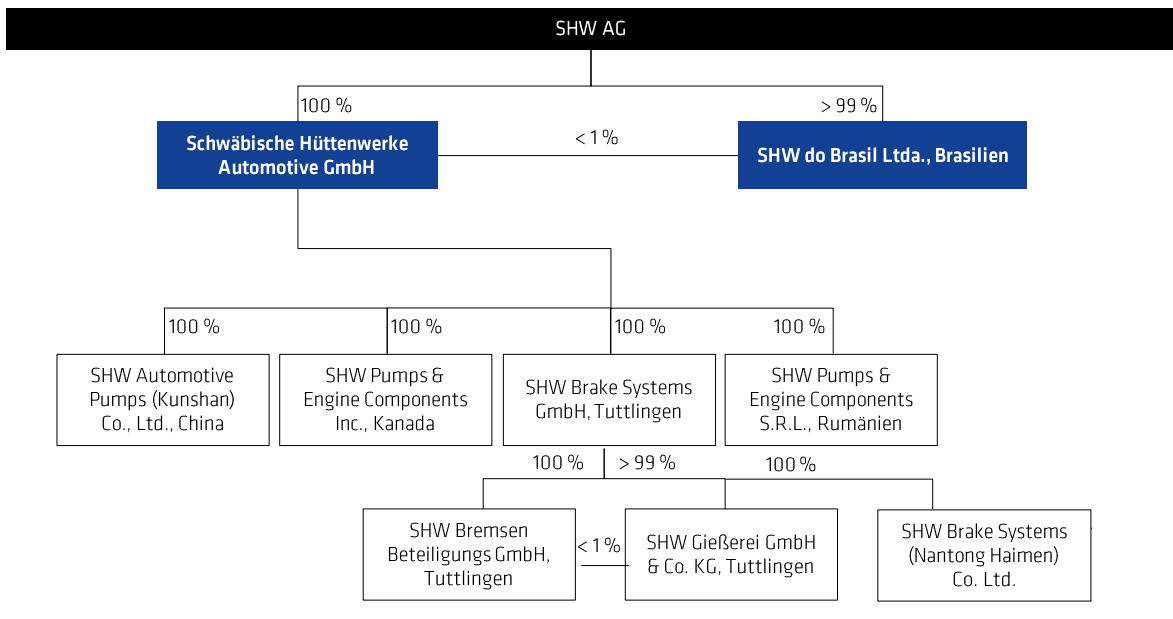 SHW AG
100 %
> 99 %
Schwäbische Hüttenwerke
Automotive GmbH
< 1 %
SHW do Brasil Ltda., Brasilien
100 %
100 %
100 %
100 %
SHW Automotive
Pumps (Kunshan)
Co., Ltd., China
SHW Pumps &
Engine Components
Inc., Kanada
SHW Brake Systems
GmbH, Tuttlingen
SHW Pumps &
Engine Components
S.R.L., Rumänien
100 %
> 99 %
100 %
SHW Bremsen
Beteiligungs GmbH,
Tuttlingen
< 1 %
SHW Gießerei GmbH
& Co. KG, Tuttlingen
SHW Brake Systems
(Nantong Haimen)
Co. Ltd.